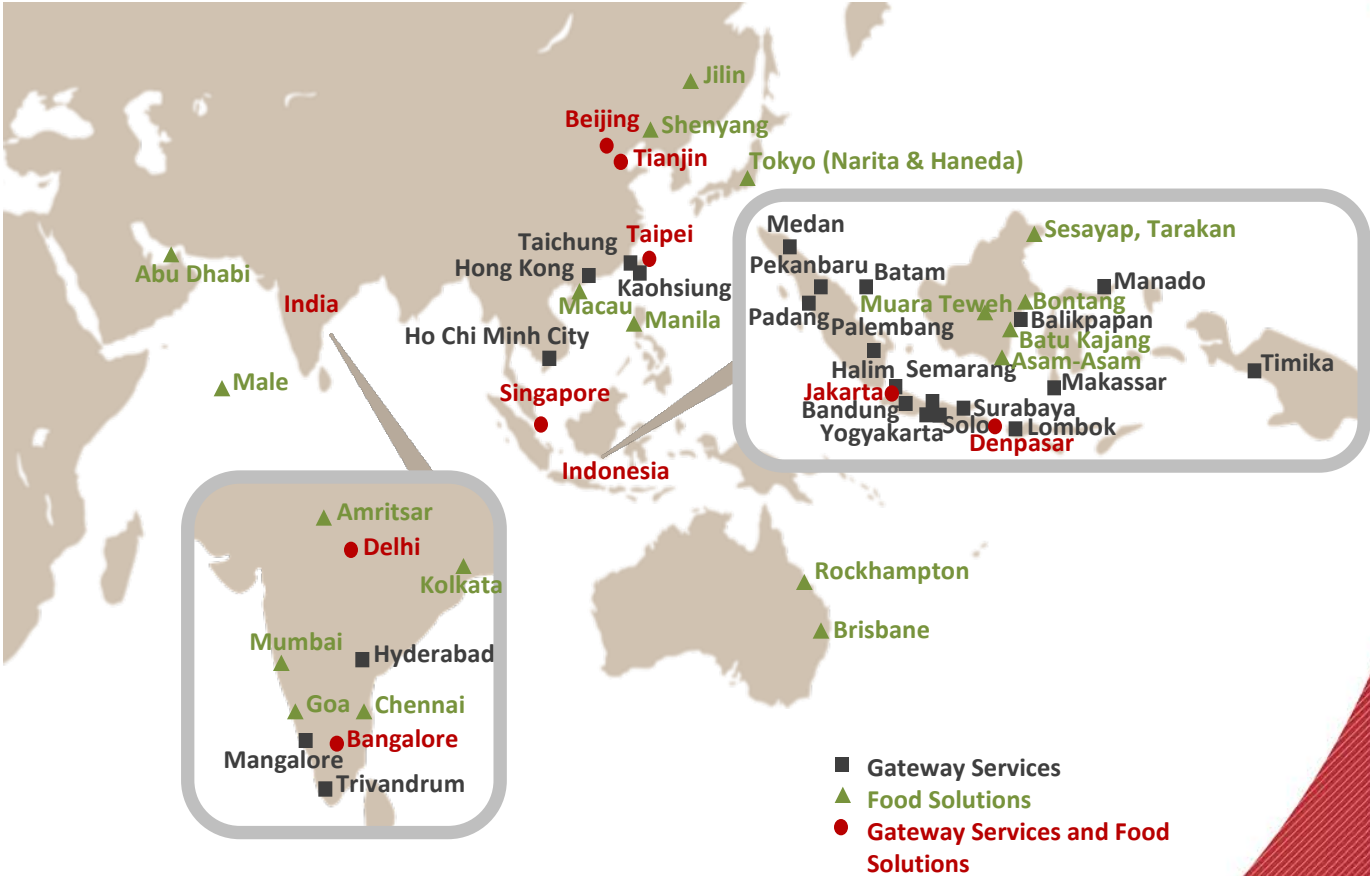 Jilin
Beijing
Shenyang
Tianjin
Tokyo (Narita & Haneda)
Taipei
Taichung
Hong Kong
Kaohsiung
Abu Dhabi
Macau
India
Manila
Ho Chi Minh City
Male
Singapore
Indonesia
Medan
Sesayap, Tarakan
Pekanbaru
Batam
Manado
Muara Teweh
Bontang
Padang
Palembang
Balikpapan
Batu Kajang
Asam-Asam
Timika
Halim
Semarang
Makassar
Jakarta
Bandung
Surabaya
Yogyakarta
Solo
Lombok
Denpasar
Amritsar
Delhi
Kolkata
Mumbai
Hyderabad
Goa
Chennai
Bangalore
Mangalore
Trivandrum
Rockhampton
Brisbane
Gateway Services
Food Solutions
Gateway Services and Food
Solutions